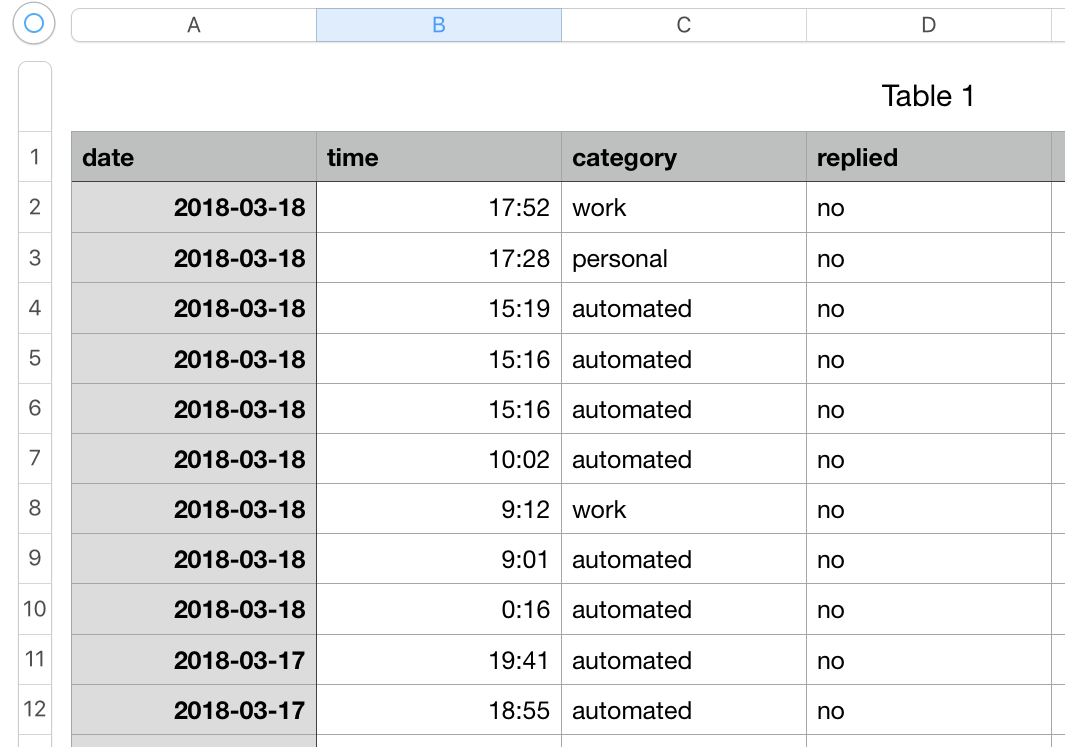 A B C D
Table 1
1 date time category replied
2 2018-03-18 17:52 work no
3 2018-03-18 17:28 personal no
4 2018-03-18 15:19 automated no
5 2018-03-18 15:16 automated no
6 2018-03-18 15:16 automated no
7 2018-03-18 10:02 automated no
8 2018-03-18 9:12 work no
9 2018-03-18 9:01 automated no
10 2018-03-18 0:16 automated no
11 2018-03-17 19:41 automated no
12 2018-03-17 18:55 automated no